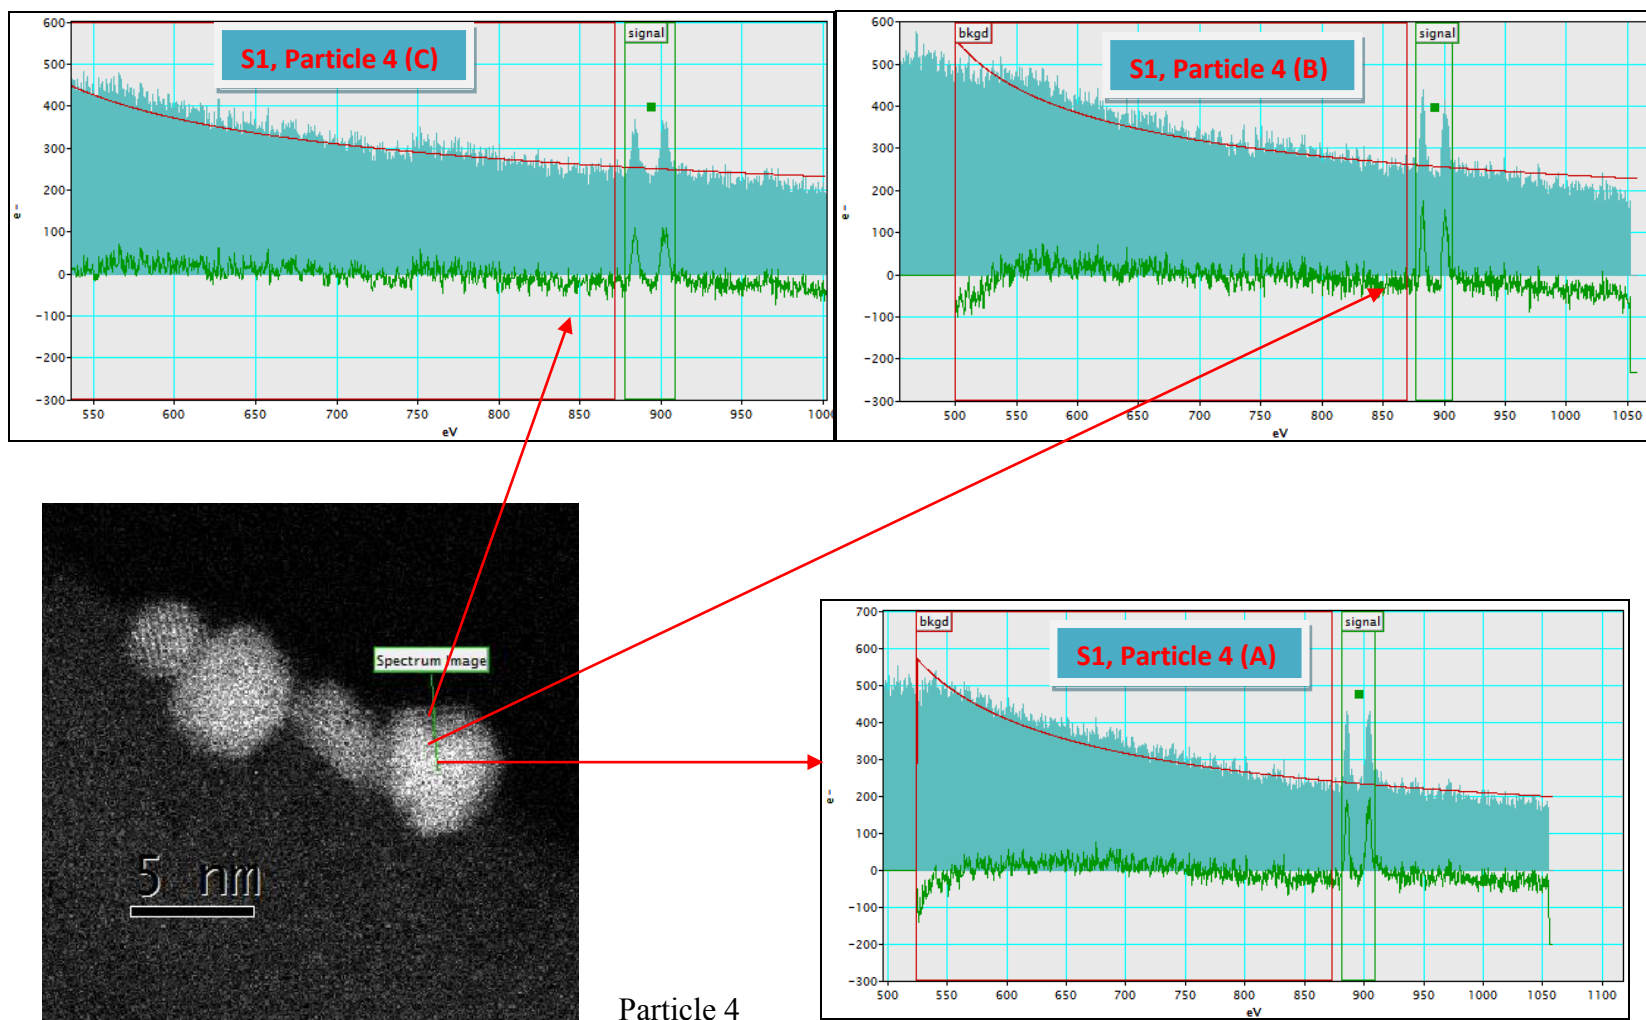 600
500
400
300
200
100
0
-100
-200
-300
e-
signal
S1, Particle 4 (C)
550 600 650 700 750 800 850 900 950 1000
eV
600
500
400
300
200
100
0
-100
-200
-300
e-
bkgd
signal
S1, Particle 4 (B)
500 550 600 650 700 750 800 850 900 950 1000 1050
eV
Spectrum Image
5 nm
Particle 4
700
600
500
400
300
200
100
0
-100
-200
-300
e-
bkgd
signal
S1, Particle 4 (A)
500 550 600 650 700 750 800 850 900 950 1000 1050 1100
eV